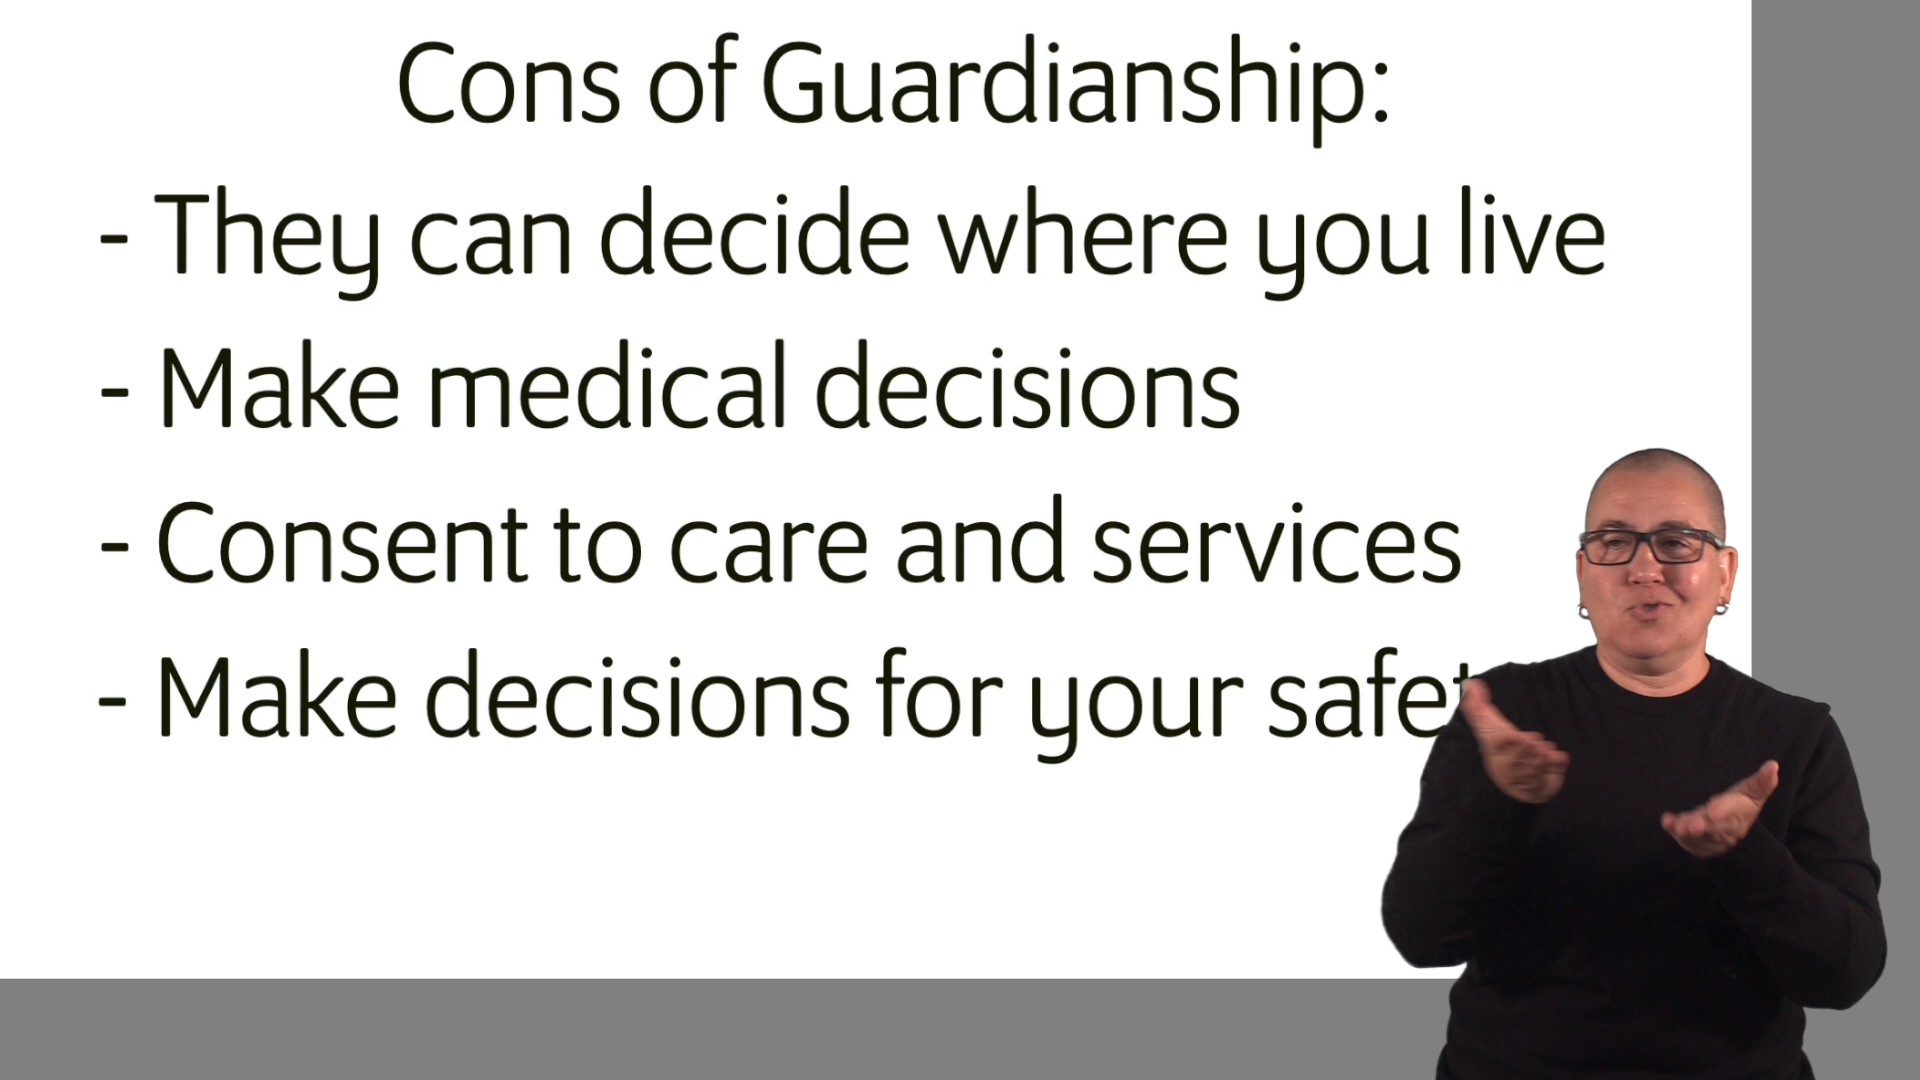 Cons of Guardianship:
- They can decide where you live
- Make medical decisions
- Consent to care and services
- Make decisions for your